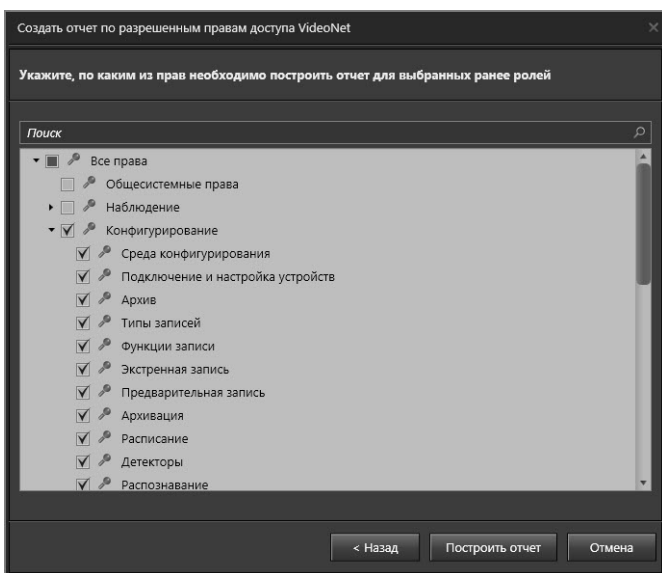 Создать отчет по разрешенным правам доступа VideoNet
Укажите, по каким из прав необходимо построить отчет для выбранных ранее ролей
Поиск
Все права
Общесистемные права
Наблюдение
Конфигурирование
Среда конфигурирования
Подключение и настройка устройств
Архив
Типы записей
Функции записи
Экстренная запись
Предварительная запись
Архивация
Расписание
Детекторы
Распознавание
< Назад
Построить отчет
Отмена